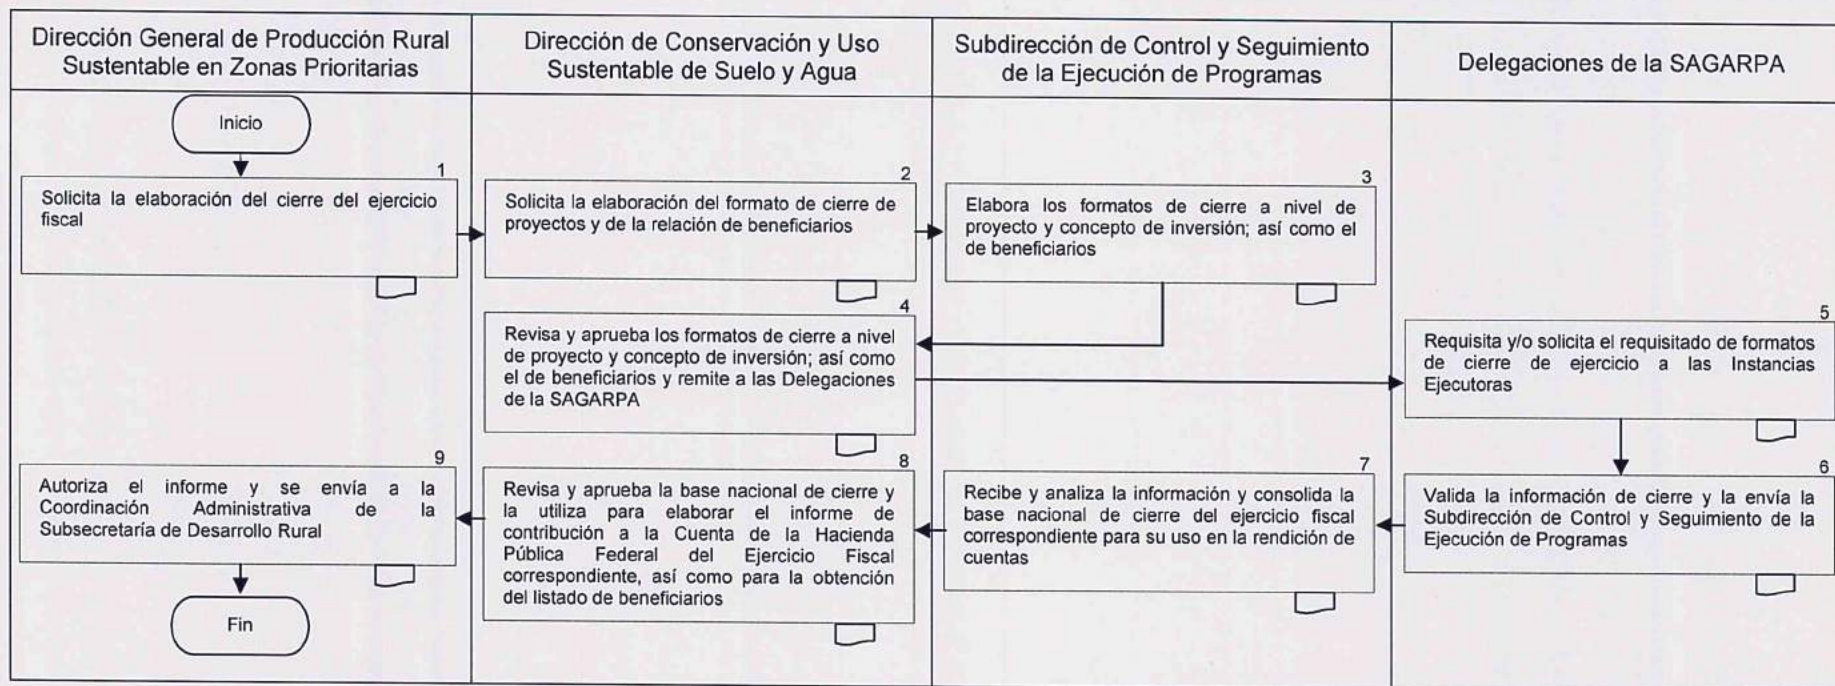 Dirección General de Producción Rural
Sustentable en Zonas Prioritarias
Dirección de Conservación y Uso
Sustentable de Suelo y Agua
Subdirección de Control y Seguimiento
de la Ejecución de Programas
Delegaciones de la SAGARPA
Inicio
1
Solicita la elaboración del cierre del ejercicio
fiscal
2
Solicita la elaboración del formato de cierre de
proyectos y de la relación de beneficiarios
3
Elabora los formatos de cierre a nivel de
proyecto y concepto de inversión; así como el
de beneficiarios
4
Revisa y aprueba los formatos de cierre a nivel
de proyecto y concepto de inversión; así como
el de beneficiarios y remite a las Delegaciones
de la SAGARPA
5
Requisita y/o solicita el requisitado de formatos
de cierre de ejercicio a las Instancias
Ejecutoras
6
Valida la información de cierre y la envía la
Subdirección de Control y Seguimiento de la
Ejecución de Programas
7
Recibe y analiza la información y consolida la
base nacional de cierre del ejercicio fiscal
correspondiente para su uso en la rendición de
cuentas
8
Revisa y aprueba la base nacional de cierre y
la utiliza para elaborar el informe de
contribución a la Cuenta de la Hacienda
Pública Federal del Ejercicio Fiscal
correspondiente, así como para la obtención
del listado de beneficiarios
9
Autoriza el informe y se envía a la
Coordinación Administrativa de la
Subsecretaría de Desarrollo Rural
Fin